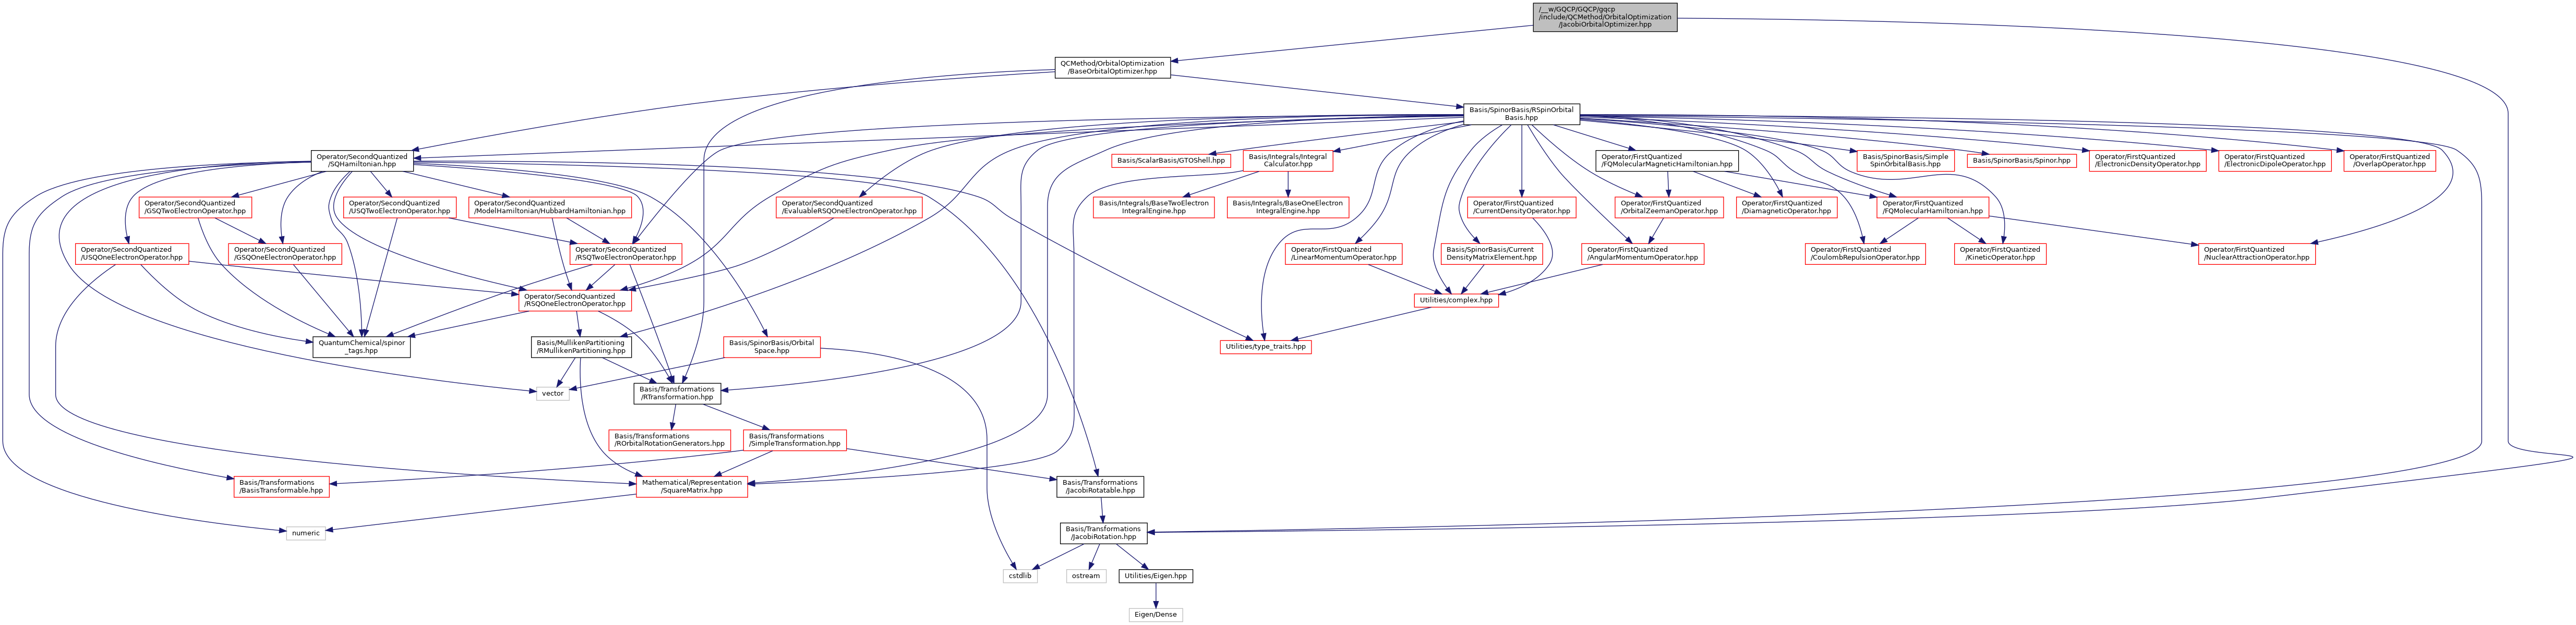 /__w/GQCP/GQCP/gqcp
/include/QCMethod/OrbitalOptimization
/JacobiOrbitalOptimizer.hpp
QCMethod/OrbitalOptimization
/BaseOrbitalOptimizer.hpp
Basis/SpinorBasis/RSpinOrbital
Basis.hpp
Operator/SecondQuantized
/SQHamiltonian.hpp
Basis/ScalarBasis/GTOShell.hpp
Basis/Integrals/Integral
Calculator.hpp
Operator/FirstQuantized
/FQMolecularMagneticHamiltonian.hpp
Basis/SpinorBasis/Simple
SpinOrbitalBasis.hpp
Basis/SpinorBasis/Spinor.hpp
Operator/FirstQuantized
/ElectronicDensityOperator.hpp
Operator/FirstQuantized
/ElectronicDipoleOperator.hpp
Operator/FirstQuantized
/OverlapOperator.hpp
Operator/SecondQuantized
/GSQTwoElectronOperator.hpp
Operator/SecondQuantized
/USQTwoElectronOperator.hpp
Operator/SecondQuantized
/ModelHamiltonian/HubbardHamiltonian.hpp
Operator/SecondQuantized
/EvaluableRSQOneElectronOperator.hpp
Basis/Integrals/BaseTwoElectron
IntegralEngine.hpp
Basis/Integrals/BaseOneElectron
IntegralEngine.hpp
Operator/FirstQuantized
/CurrentDensityOperator.hpp
Operator/FirstQuantized
/OrbitalZeemanOperator.hpp
Operator/FirstQuantized
/DiamagneticOperator.hpp
Operator/FirstQuantized
/FQMolecularHamiltonian.hpp
Operator/SecondQuantized
/USQOneElectronOperator.hpp
Operator/SecondQuantized
/GSQOneElectronOperator.hpp
Operator/SecondQuantized
/RSQTwoElectronOperator.hpp
Operator/FirstQuantized
/LinearMomentumOperator.hpp
Basis/SpinorBasis/Current
DensityMatrixElement.hpp
Operator/FirstQuantized
/AngularMomentumOperator.hpp
Operator/FirstQuantized
/CoulombRepulsionOperator.hpp
Operator/FirstQuantized
/KineticOperator.hpp
Operator/FirstQuantized
/NuclearAttractionOperator.hpp
Operator/SecondQuantized
/RSQOneElectronOperator.hpp
Utilities/complex.hpp
QuantumChemical/spinor
_tags.hpp
Basis/MullikenPartitioning
/RMullikenPartitioning.hpp
Basis/SpinorBasis/Orbital
Space.hpp
Utilities/type_traits.hpp
vector
Basis/Transformations
/RTransformation.hpp
Basis/Transformations
/ROrbitalRotationGenerators.hpp
Basis/Transformations
/SimpleTransformation.hpp
Basis/Transformations
/BasisTransformable.hpp
Mathematical/Representation
/SquareMatrix.hpp
Basis/Transformations
/JacobiRotatable.hpp
numeric
Basis/Transformations
/JacobiRotation.hpp
cstdlib
ostream
Utilities/Eigen.hpp
Eigen/Dense